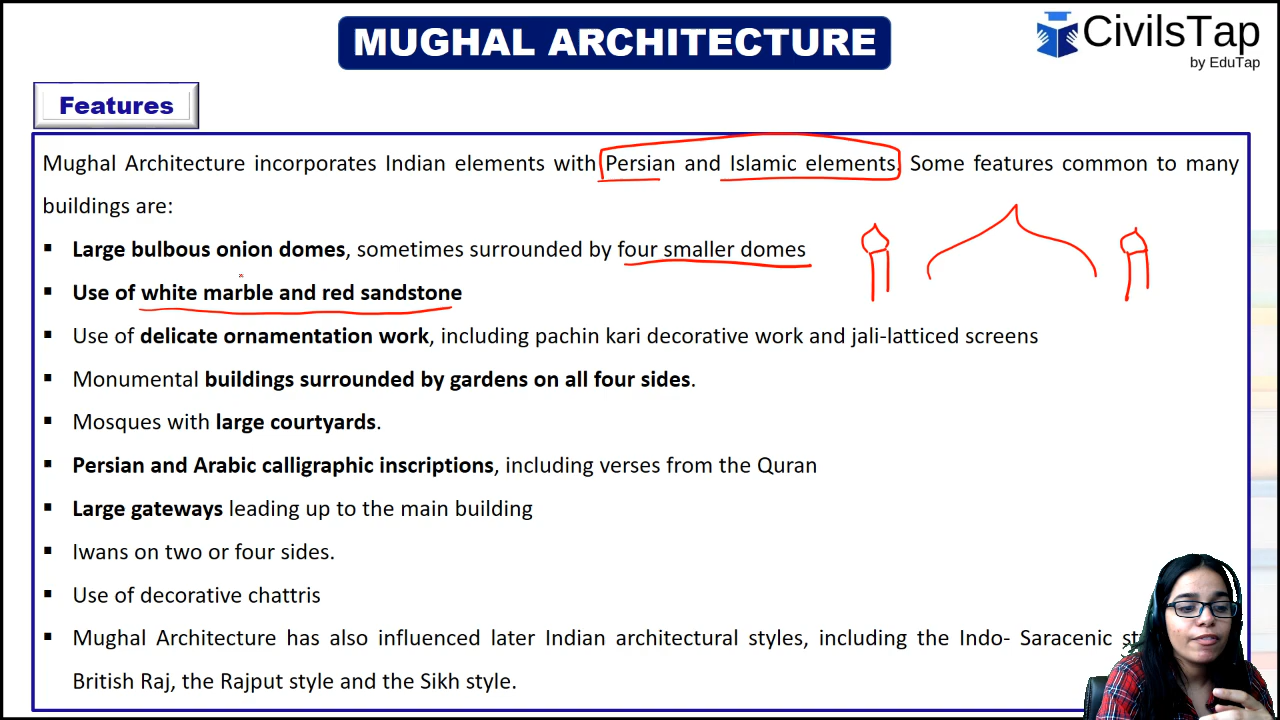 MUGHAL ARCHITECTURE
CivilsTap
by EduTap
Features
Mughal Architecture incorporates Indian elements with Persian and Islamic elements. Some features common to many
buildings are:
▪ Large bulbous onion domes, sometimes surrounded by four smaller domes
▪ Use of white marble and red sandstone
▪ Use of delicate ornamentation work, including pachin kari decorative work and jali-latticed screens
▪ Monumental buildings surrounded by gardens on all four sides.
▪ Mosques with large courtyards.
▪ Persian and Arabic calligraphic inscriptions, including verses from the Quran
▪ Large gateways leading up to the main building
▪ Iwans on two or four sides.
▪ Use of decorative chattris
▪ Mughal Architecture has also influenced later Indian architectural styles, including the Indo- Saracenic
British Raj, the Rajput style and the Sikh style.